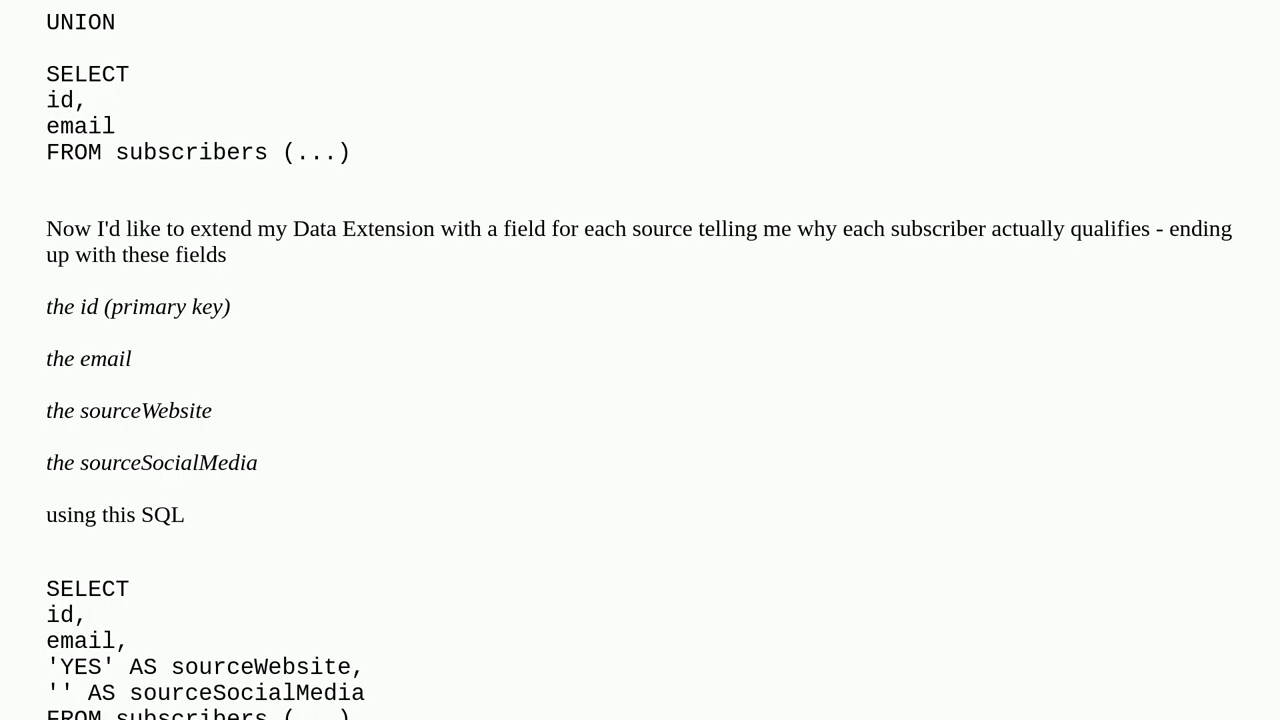 UNION
SELECT
id,
email
FROM subscribers (...)
Now I'd like to extend my Data Extension with a field for each source telling me why each subscriber actually qualifies - ending
up with these fields
the id (primary key)
the email
the sourceWebsite
the sourceSocialMedia
using this SQL
SELECT
id,
email,
'YES' AS sourceWebsite,
'' AS sourceSocialMedia
FROM subscribers (...)